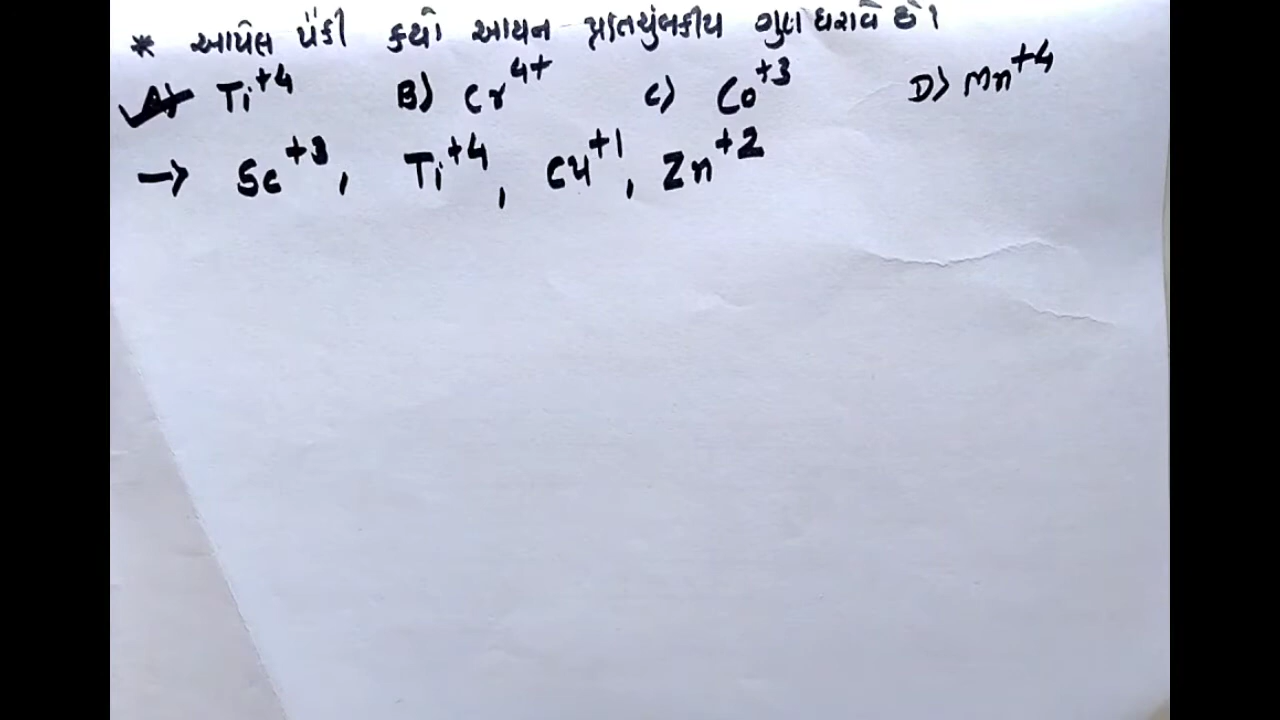 * આપેલ પૈકી કયો આયન પ્રતિચુંબકીય ગુણ ધરાવે છે।
A) Ti+4 B) Cr4+ C) Co+3 D) Mn+4
→ Sc+3, Ti+4, Cu+1, Zn+2